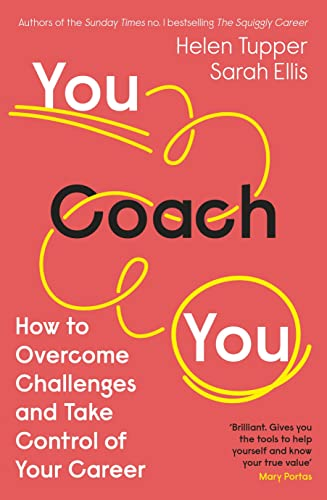 Authors of the Sunday Times no. 1 bestselling The Squiggly Career
Helen Tupper
Sarah Ellis
You
Coach
You
How to
Overcome
Challenges
and Take
Control of
Your Career
‘Brilliant. Gives you
the tools to help
yourself and know
your true value’
Mary Portas